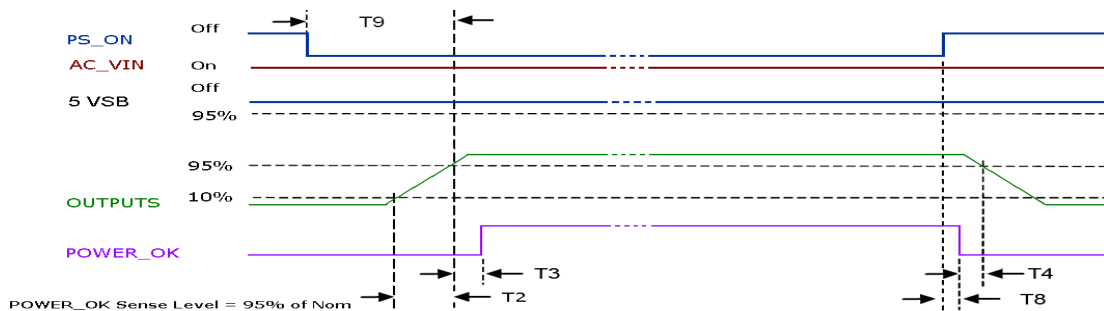 T9
Off
PS_ON
AC_VIN On
Off
5 VSB
95%
95%
10%
OUTPUTS
POWER_OK
T3
T4
T2
T8
POWER_OK Sense Level = 95% of Nom